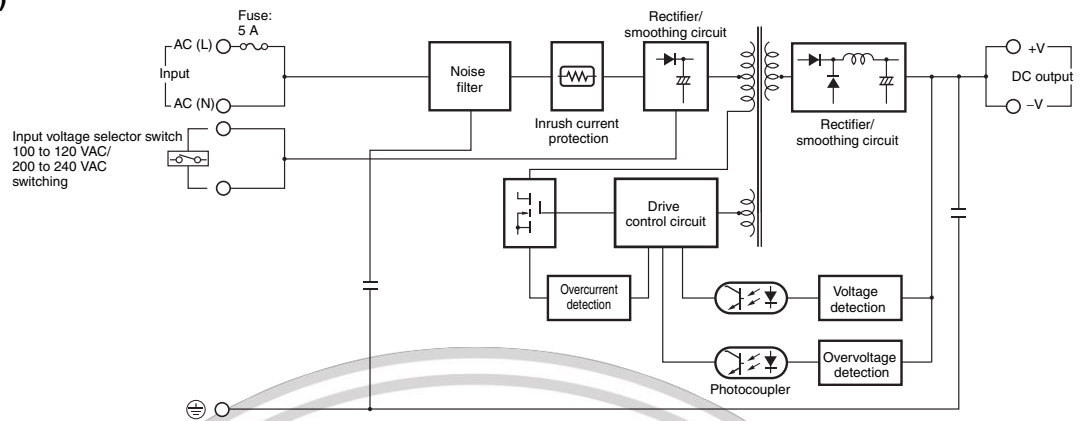 )
Fuse:
5 A
AC (L)
Input
AC (N)
Input voltage selector switch
100 to 120 VAC/
200 to 240 VAC
switching
Noise
filter
Inrush current
protection
Rectifier/
smoothing circuit
Rectifier/
smoothing circuit
+V
DC output
–V
Drive
control circuit
Overcurrent
detection
Voltage
detection
Overvoltage
detection
Photocoupler